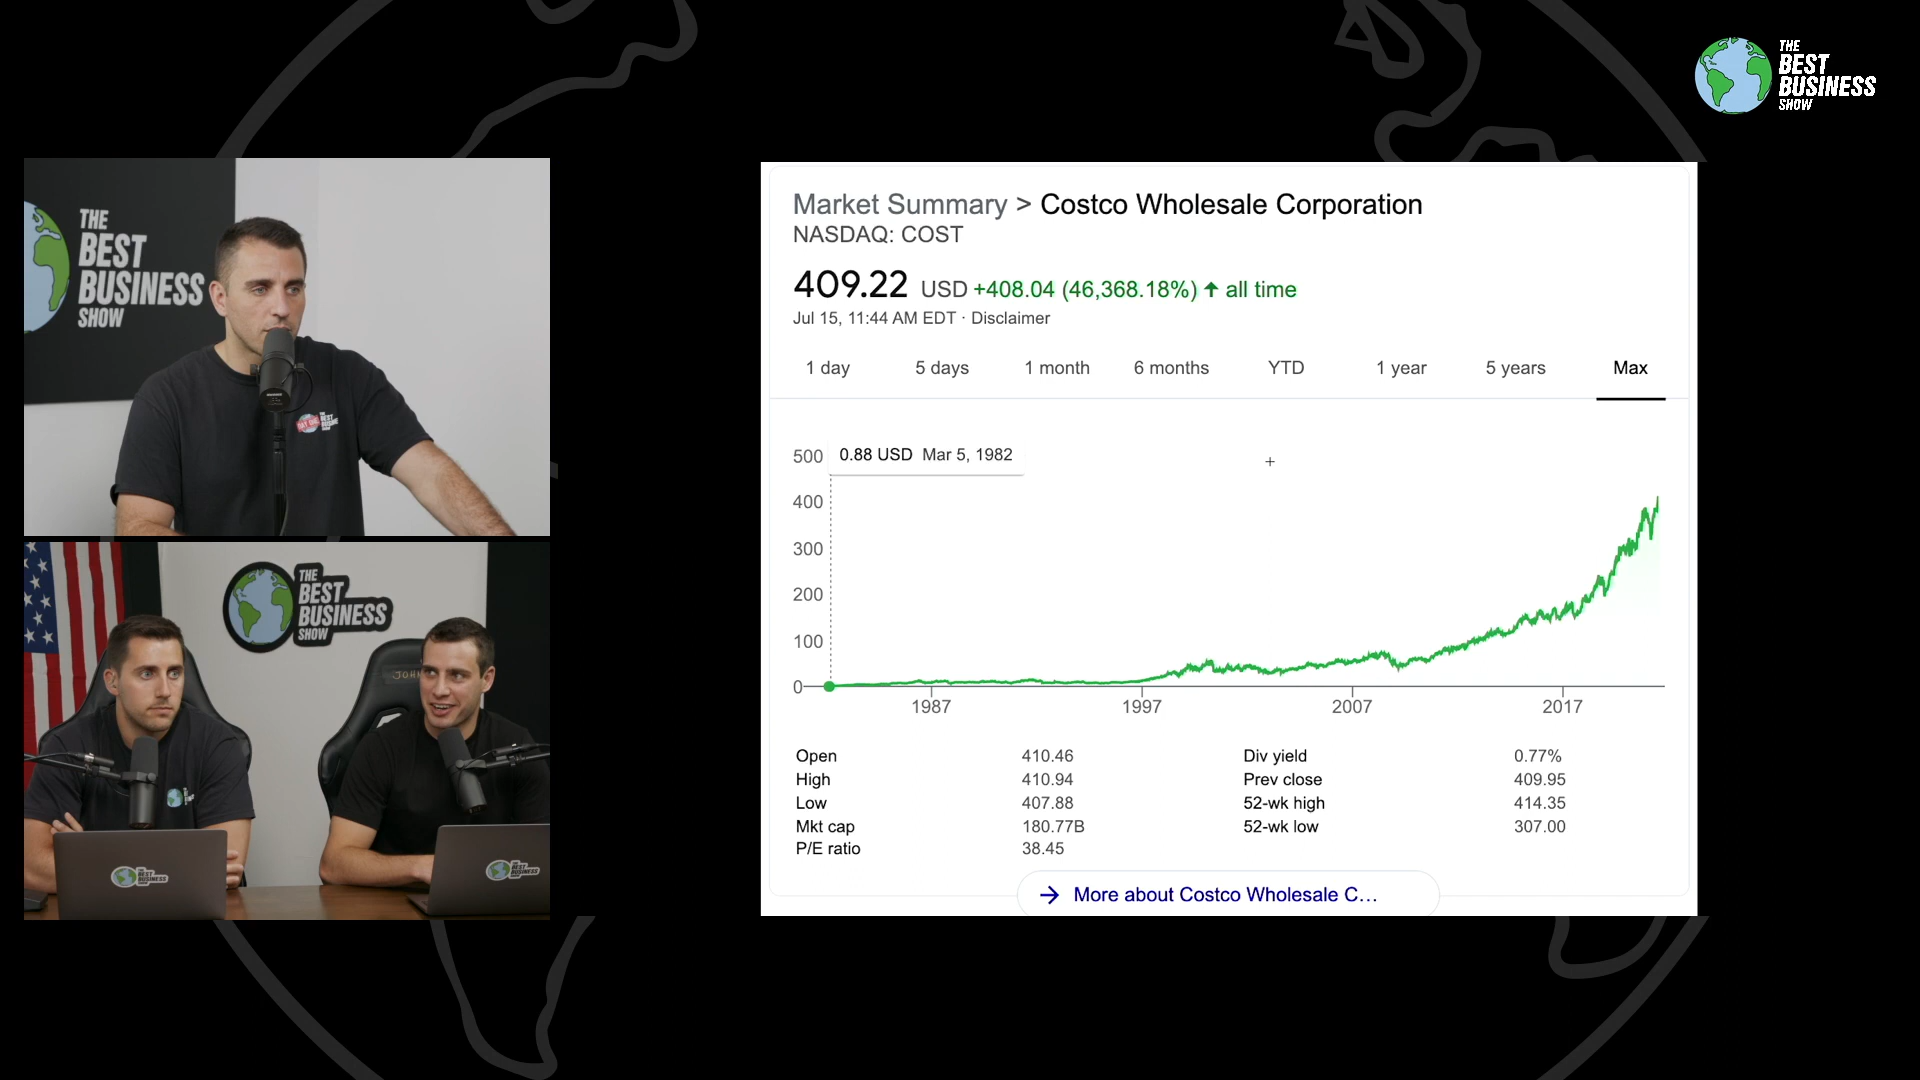 THE
BEST
BUSINESS
SHOW
THE
BEST
BUSINESS
SHOW
THE
BEST
BUSINESS
SHOW
JOH
Market Summary > Costco Wholesale Corporation
NASDAQ: COST
409.22 USD +408.04 (46,368.18%) ↑ all time
Jul 15, 11:44 AM EDT · Disclaimer
1 day 5 days 1 month 6 months YTD 1 year 5 years Max
0.88 USD Mar 5, 1982
500
400
300
200
100
0
1987 1997 2007 2017
Open 410.46 Div yield 0.77%
High 410.94 Prev close 409.95
Low 407.88 52-wk high 414.35
Mkt cap 180.77B 52-wk low 307.00
P/E ratio 38.45
More about Costco Wholesale C...